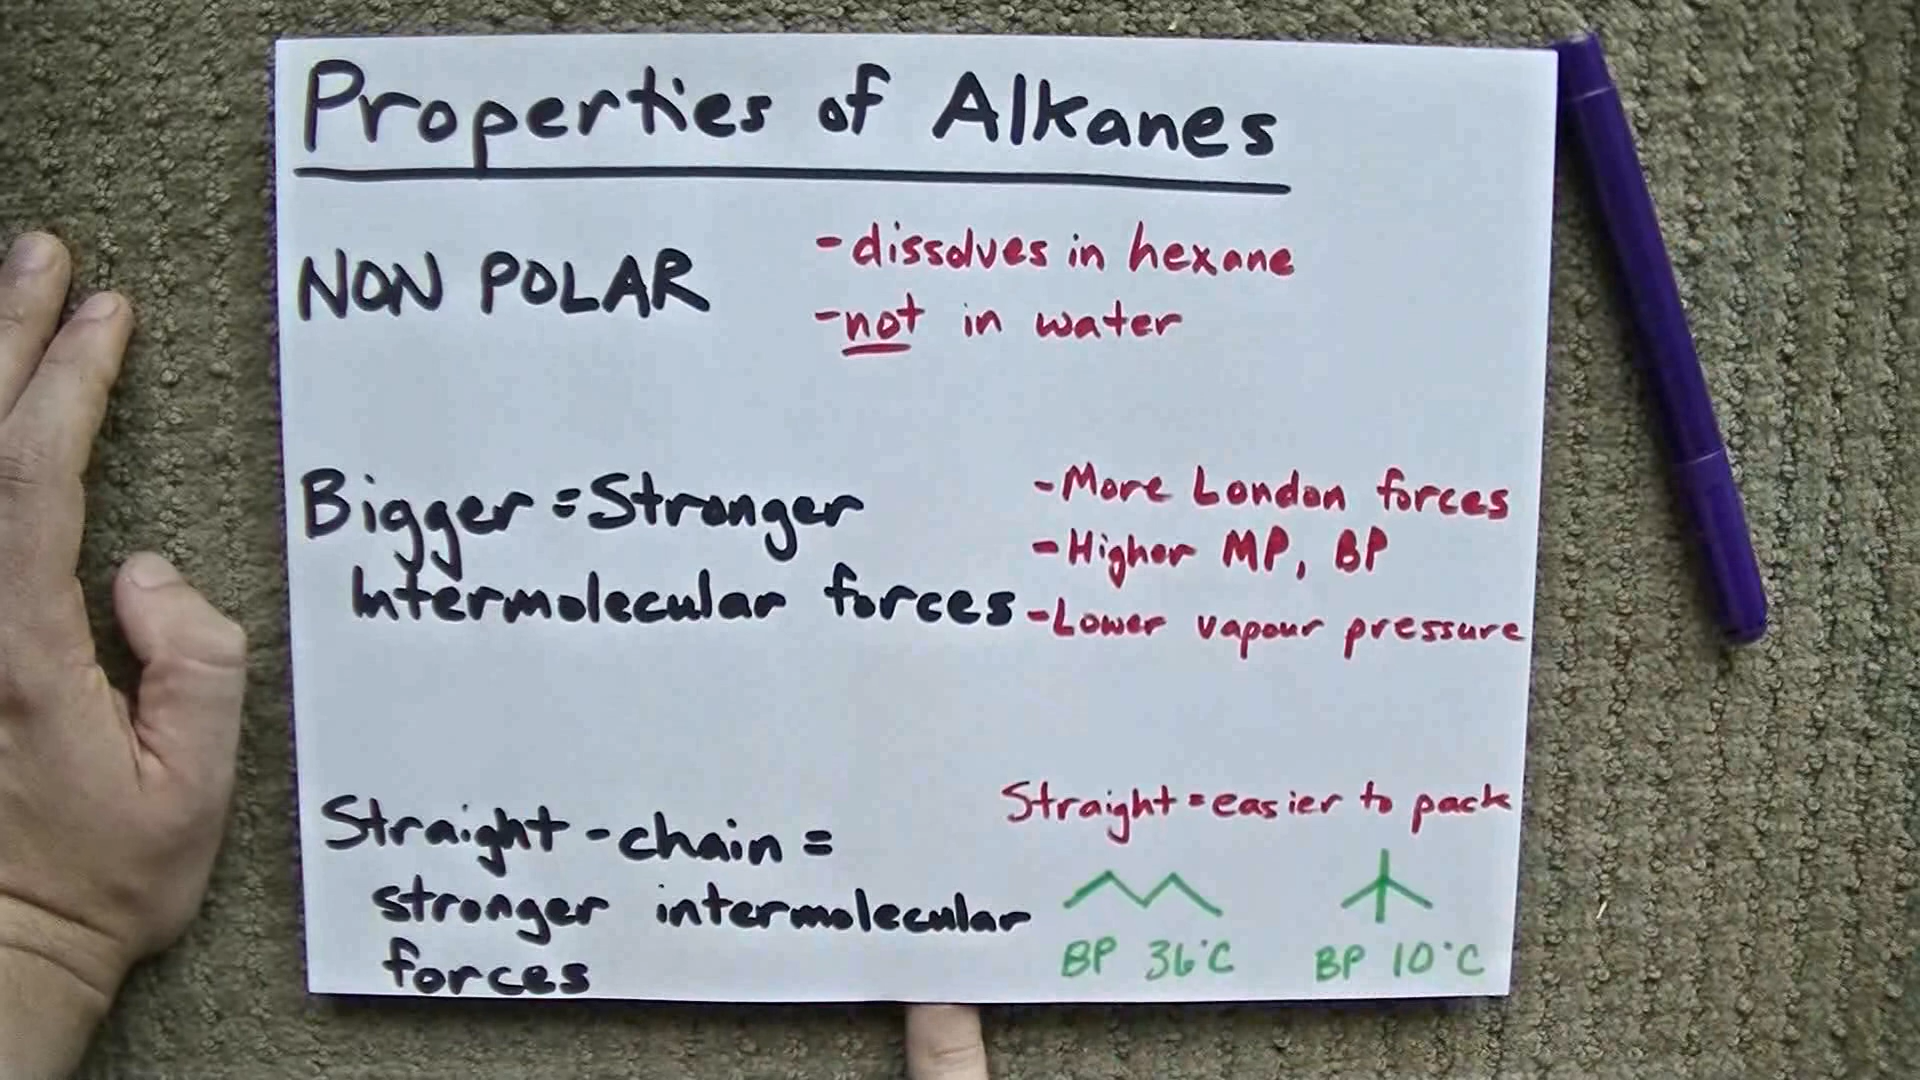 Properties of Alkanes
NON POLAR
-dissolves in hexane
-not in water
Bigger = Stronger
Intermolecular forces
-More London forces
-Higher MP, BP
-Lower vapour pressure
Straight-chain =
stronger intermolecular
forces
Straight = easier to pack
BP 36°C
BP 10°C